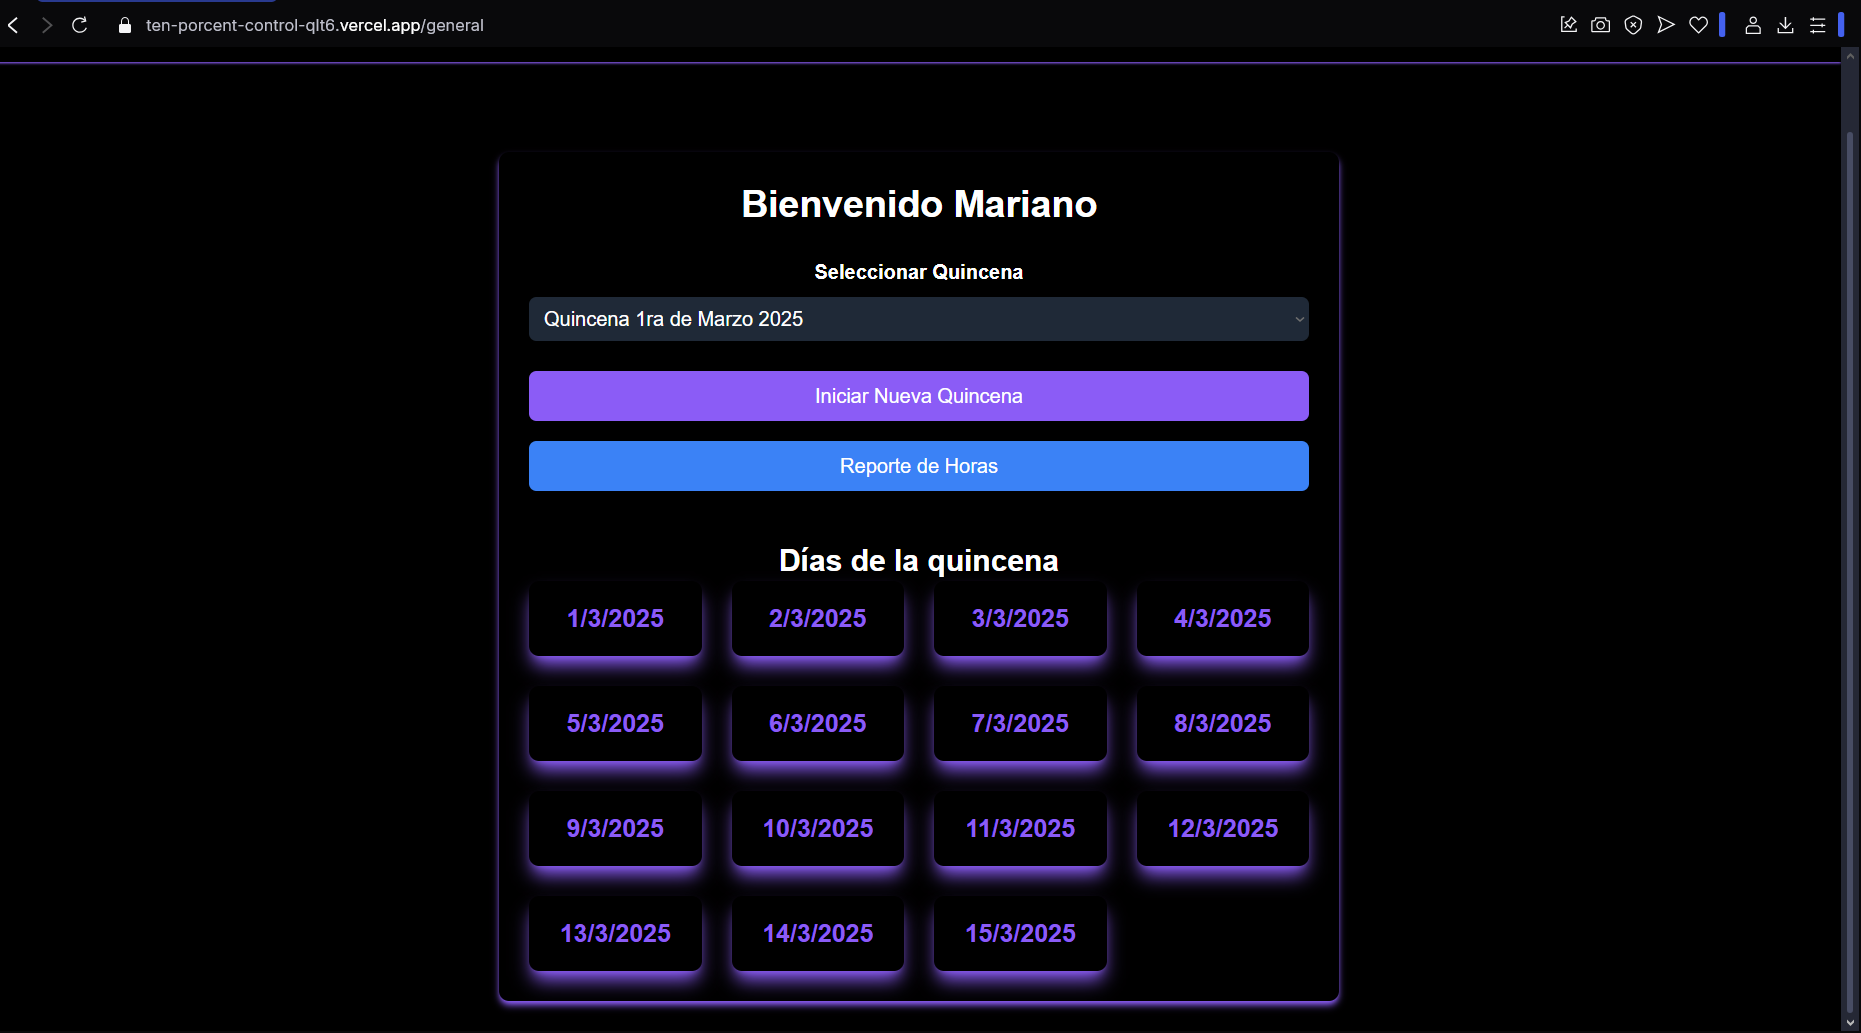 ten-porcent-control-qlt6.vercel.app/general
Bienvenido Mariano
Seleccionar Quincena
Quincena 1ra de Marzo 2025
Iniciar Nueva Quincena
Reporte de Horas
Días de la quincena
1/3/2025 2/3/2025 3/3/2025 4/3/2025
5/3/2025 6/3/2025 7/3/2025 8/3/2025
9/3/2025 10/3/2025 11/3/2025 12/3/2025
13/3/2025 14/3/2025 15/3/2025